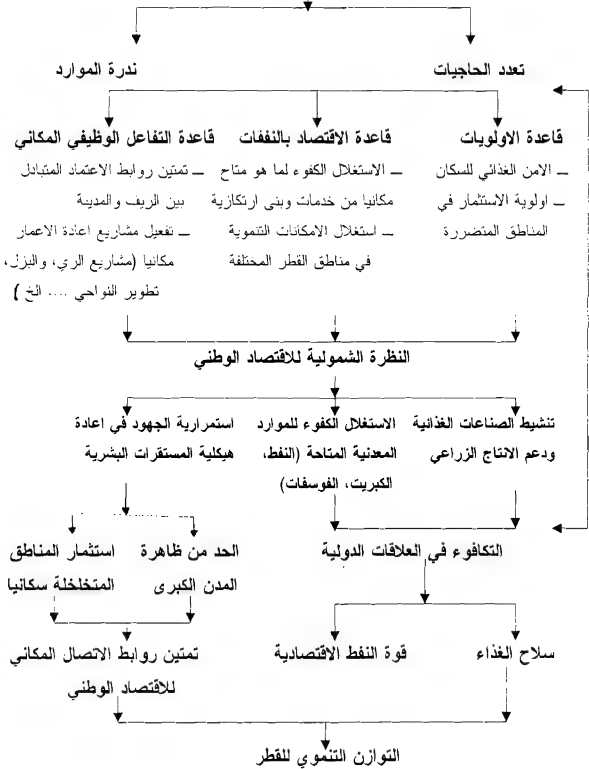 تعدد الحاجيات
ندرة الموارد
قاعدة الاولويات
ــ الامن الغذائي للسكان
ــ اولوية الاستثمار في
المناطق المتضررة
قاعدة الاقتصاد بالنفقات
ــ الاستغلال الكفوء لما هو متاح
مكانيا من خدمات وبنى ارتكازية
ــ استغلال الامكانات التنموية
في مناطق القطر المختلفة
قاعدة التفاعل الوظيفي المكاني
ــ تمتين روابط الاعتماد المتبادل
بين الريف والمدينة
ــ تفعيل مشاريع اعادة الاعمار
مكانيا (مشاريع الري، والبزل،
تطوير النواحي .... الخ )
النظرة الشمولية للاقتصاد الوطني
تنشيط الصناعات الغذائية
ودعم الانتاج الزراعي
الاستغلال الكفوء للموارد
المعدنية المتاحة (النفط،
الكبريت، الفوسفات)
استمرارية الجهود في اعادة
هيكلية المستقرات البشرية
التكافوء في العلاقات الدولية
الحد من ظاهرة
المدن الكبرى
استثمار المناطق
المتخلخلة سكانيا
سلاح الغذاء
قوة النفط الاقتصادية
تمتين روابط الاتصال المكاني
للاقتصاد الوطني
التوازن التنموي للقطر